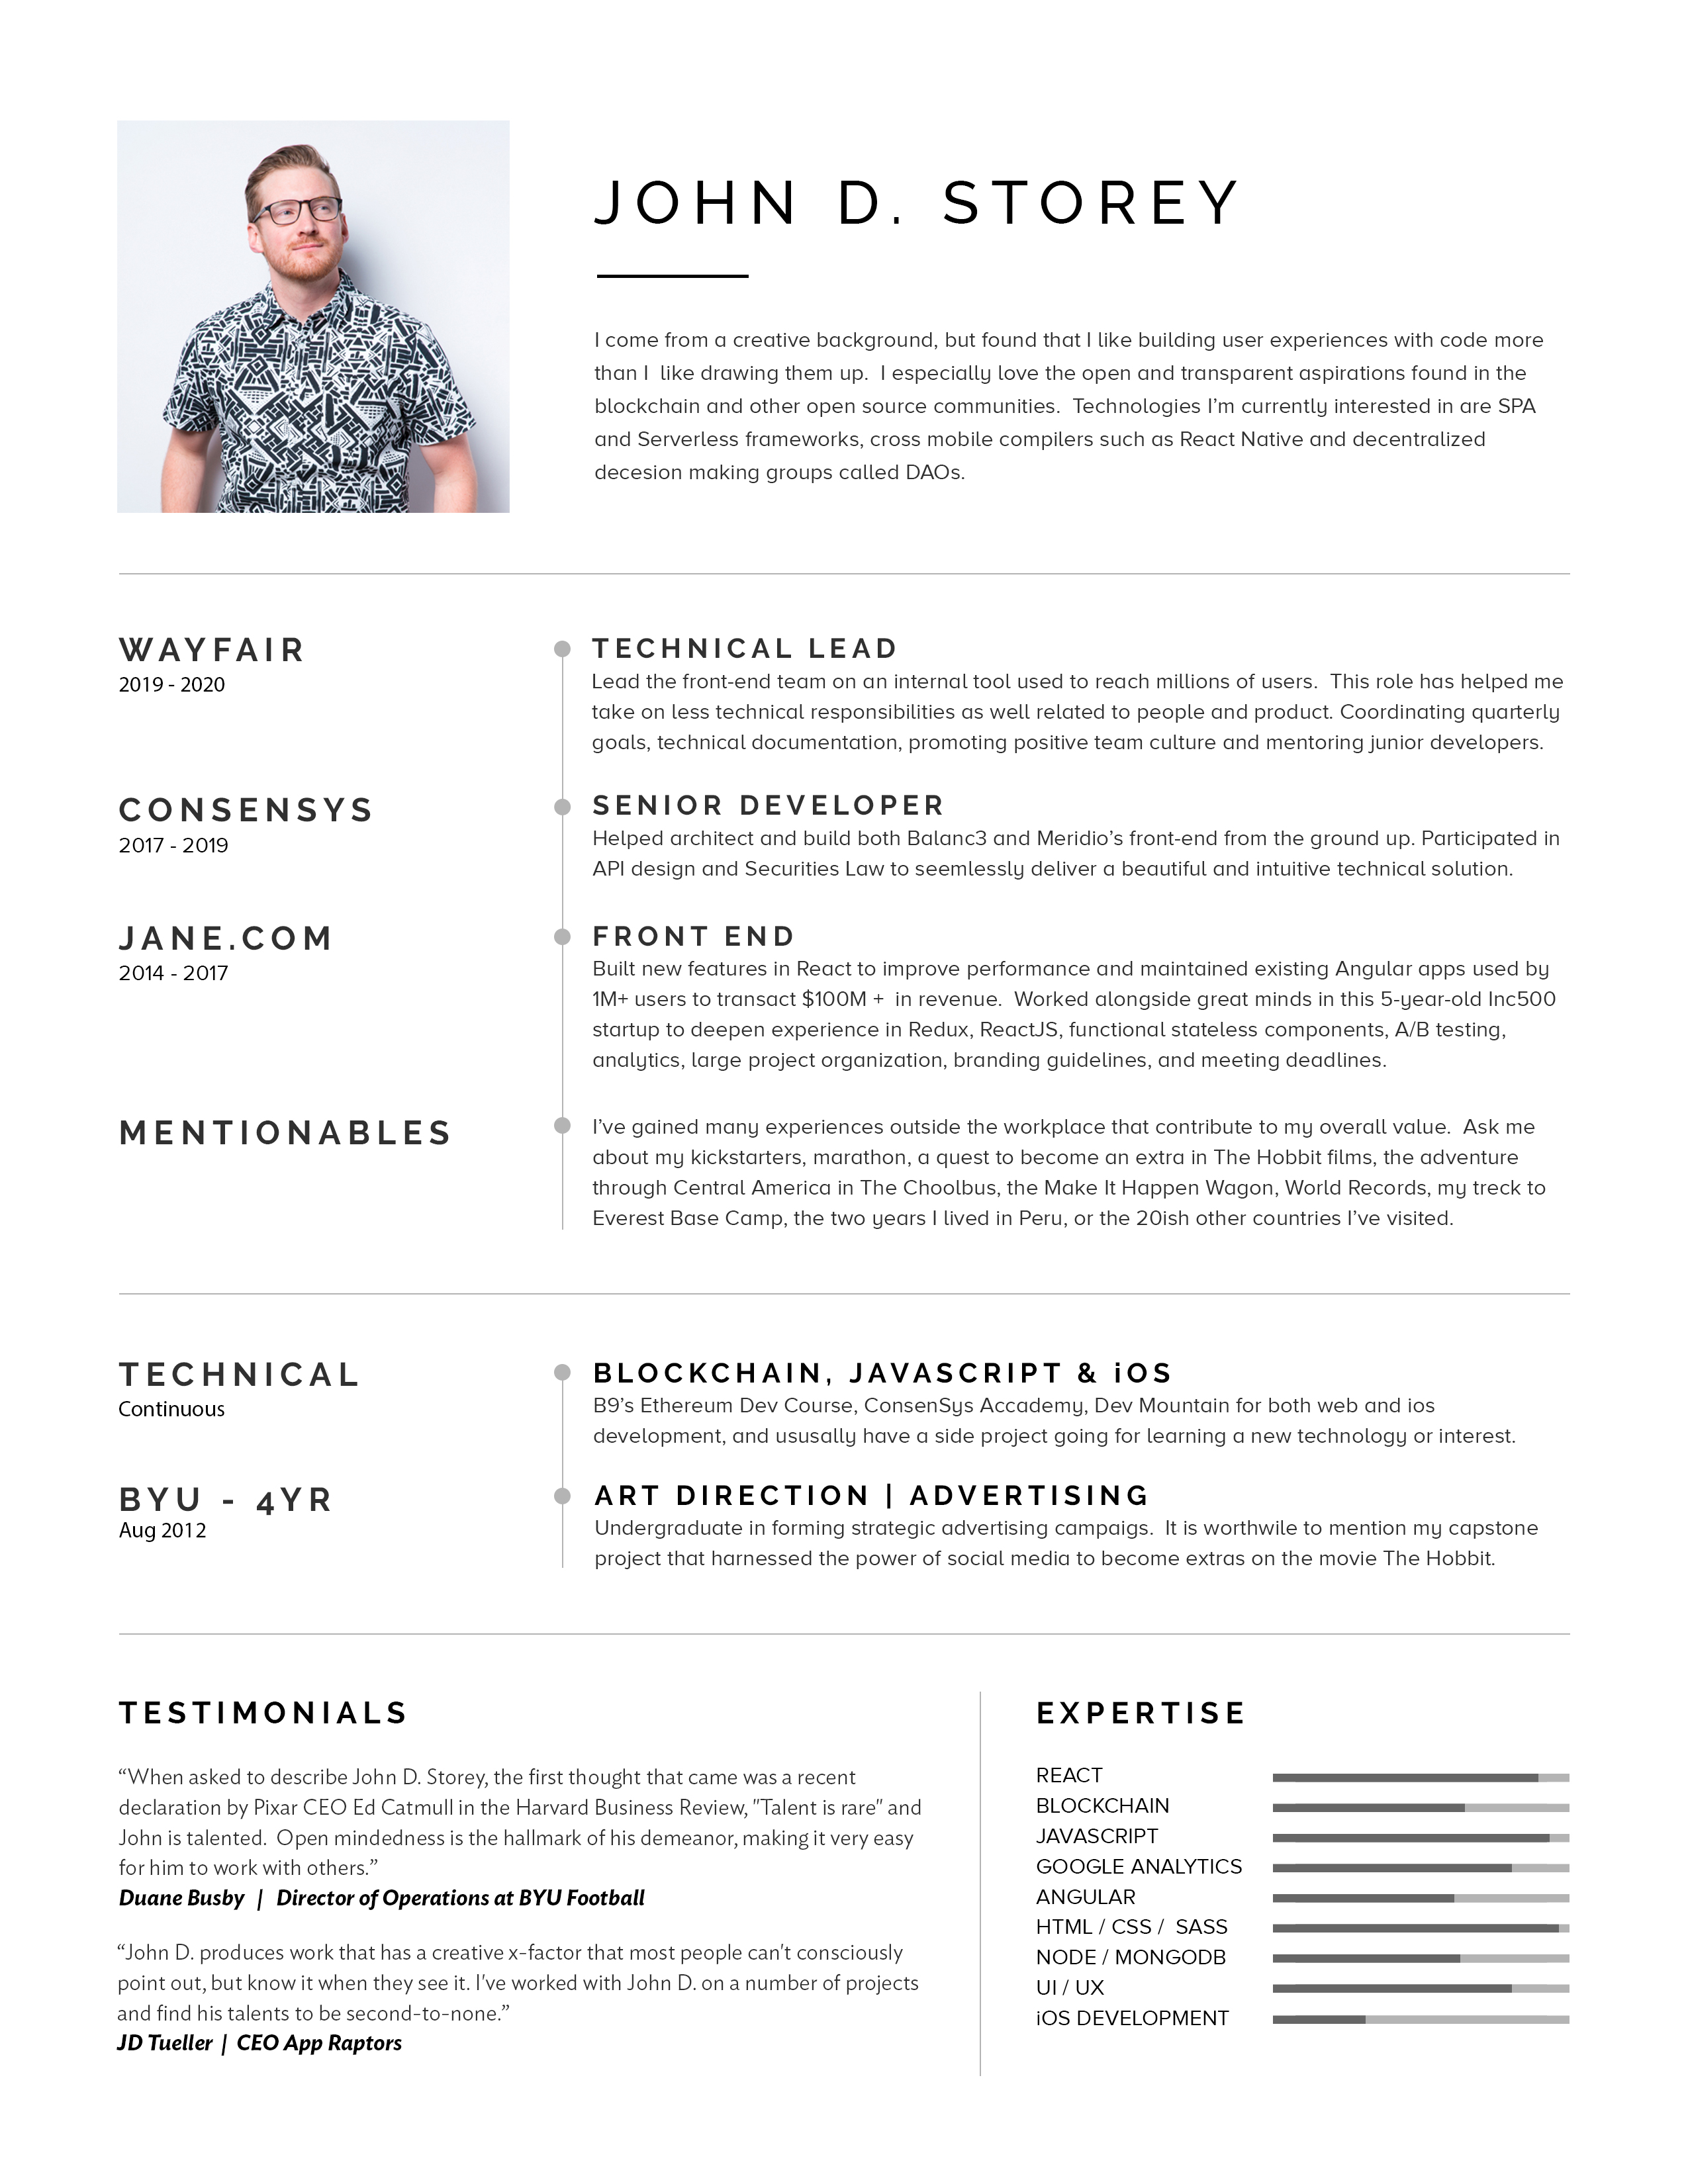 JOHN D. STOREY
I come from a creative background, but found that I like building user experiences with code more
than I  like drawing them up.  I especially love the open and transparent aspirations found in the
blockchain and other open source communities.  Technologies I’m currently interested in are SPA
and Serverless frameworks, cross mobile compilers such as React Native and decentralized
decesion making groups called DAOs.
WAYFAIR
2019 - 2020
TECHNICAL LEAD
Lead the front-end team on an internal tool used to reach millions of users.  This role has helped me
take on less technical responsibilities as well related to people and product. Coordinating quarterly
goals, technical documentation, promoting positive team culture and mentoring junior developers.
CONSENSYS
2017 - 2019
SENIOR DEVELOPER
Helped architect and build both Balanc3 and Meridio’s front-end from the ground up. Participated in
API design and Securities Law to seemlessly deliver a beautiful and intuitive technical solution.
JANE.COM
2014 - 2017
FRONT END
Built new features in React to improve performance and maintained existing Angular apps used by
1M+ users to transact $100M +  in revenue.  Worked alongside great minds in this 5-year-old Inc500
startup to deepen experience in Redux, ReactJS, functional stateless components, A/B testing,
analytics, large project organization, branding guidelines, and meeting deadlines.
MENTIONABLES
I’ve gained many experiences outside the workplace that contribute to my overall value.  Ask me
about my kickstarters, marathon, a quest to become an extra in The Hobbit films, the adventure
through Central America in The Choolbus, the Make It Happen Wagon, World Records, my treck to
Everest Base Camp, the two years I lived in Peru, or the 20ish other countries I’ve visited.
TECHNICAL
Continuous
BLOCKCHAIN, JAVASCRIPT & iOS
B9’s Ethereum Dev Course, ConsenSys Accademy, Dev Mountain for both web and ios
development, and ususally have a side project going for learning a new technology or interest.
BYU - 4YR
Aug 2012
ART DIRECTION | ADVERTISING
Undergraduate in forming strategic advertising campaigs.  It is worthwile to mention my capstone
project that harnessed the power of social media to become extras on the movie The Hobbit.
TESTIMONIALS
“When asked to describe John D. Storey, the first thought that came was a recent
declaration by Pixar CEO Ed Catmull in the Harvard Business Review, "Talent is rare" and
John is talented.  Open mindedness is the hallmark of his demeanor, making it very easy
for him to work with others.”
Duane Busby  |  Director of Operations at BYU Football
“John D. produces work that has a creative x-factor that most people can't consciously
point out, but know it when they see it. I've worked with John D. on a number of projects
and find his talents to be second-to-none.”
JD Tueller | CEO App Raptors
EXPERTISE
REACT
BLOCKCHAIN
JAVASCRIPT
GOOGLE ANALYTICS
ANGULAR
HTML / CSS /  SASS
NODE / MONGODB
UI / UX
iOS DEVELOPMENT